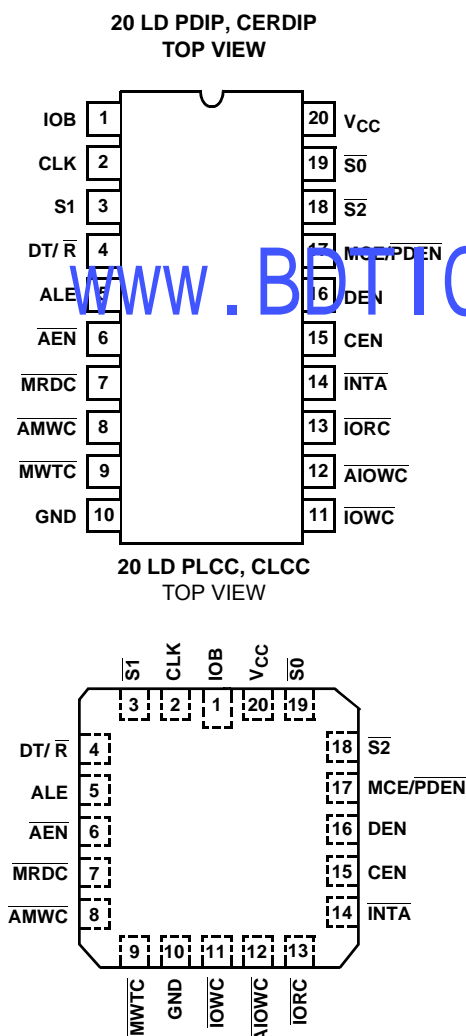 20 LD PDIP, CERDIP
TOP VIEW
IOB 1 20 VCC
CLK 2 19 S0
S1 3 18 S2
DT/ R 4 17 MCE/PDEN
www.BDTIC
ALE 5 16 DEN
AEN 6 15 CEN
MRDC 7 14 INTA
AMWC 8 13 IORC
MWTC 9 12 AIOWC
GND 10 11 IOWC
20 LD PLCC, CLCC
TOP VIEW
S1 CLK IOB VCC S0
3 2 1 20 19
DT/ R 4 18 S2
ALE 5 17 MCE/PDEN
AEN 6 16 DEN
MRDC 7 15 CEN
AMWC 8 14 INTA
9 10 11 12 13
MWTC GND IOWC AIOWC IORC